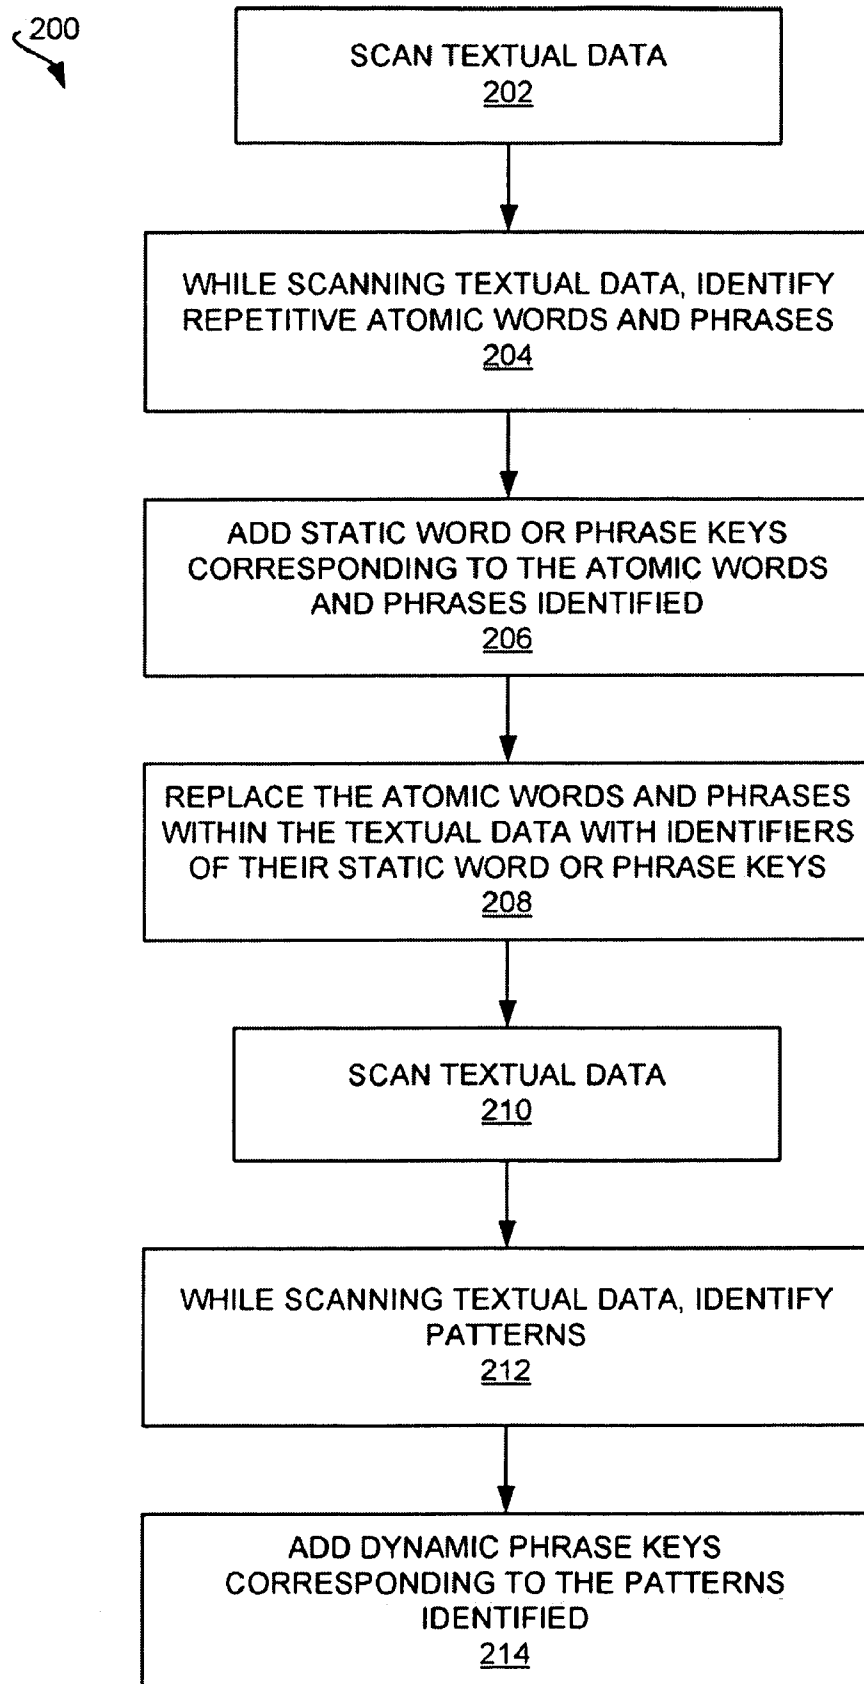 200
SCAN TEXTUAL DATA
202
WHILE SCANNING TEXTUAL DATA, IDENTIFY
REPETITIVE ATOMIC WORDS AND PHRASES
204
ADD STATIC WORD OR PHRASE KEYS
CORRESPONDING TO THE ATOMIC WORDS
AND PHRASES IDENTIFIED
206
REPLACE THE ATOMIC WORDS AND PHRASES
WITHIN THE TEXTUAL DATA WITH IDENTIFIERS
OF THEIR STATIC WORD OR PHRASE KEYS
208
SCAN TEXTUAL DATA
210
WHILE SCANNING TEXTUAL DATA, IDENTIFY
PATTERNS
212
ADD DYNAMIC PHRASE KEYS
CORRESPONDING TO THE PATTERNS
IDENTIFIED
214